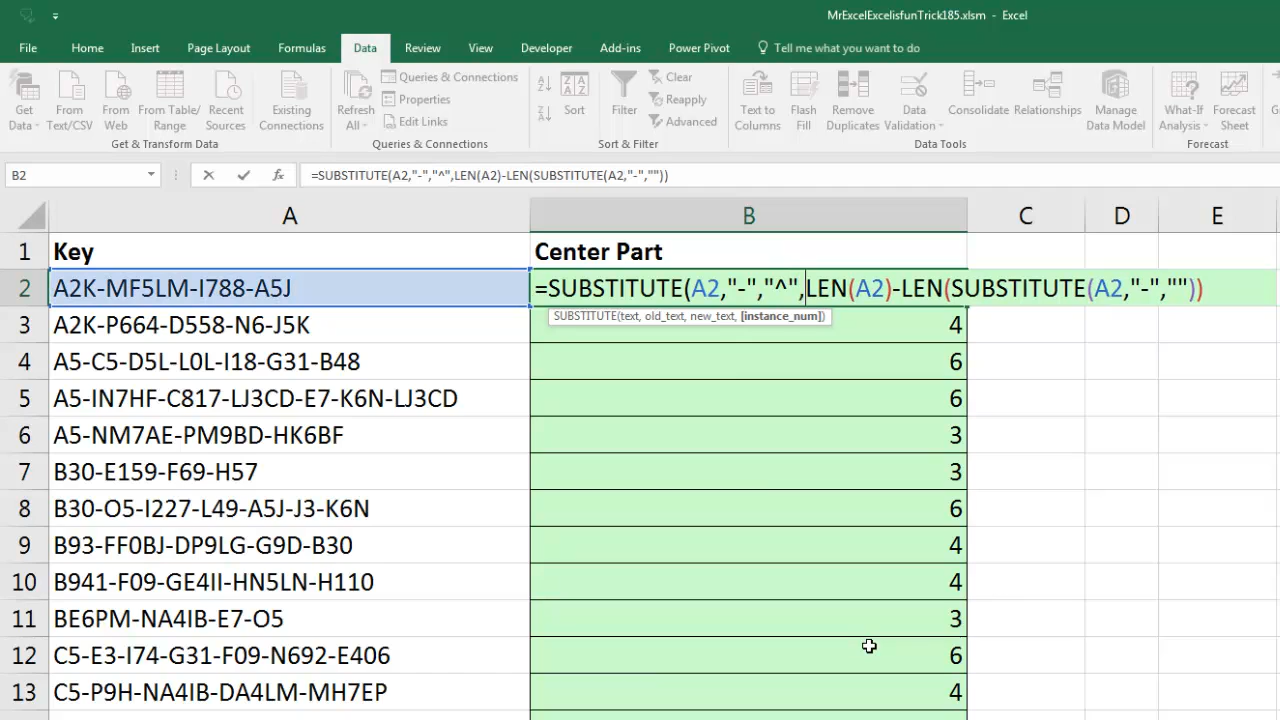 MrExcelExcelisfunTrick185.xlsm - Excel
File Home Insert Page Layout Formulas Data Review View Developer Add-ins Power Pivot Tell me what you want to do
Get Data
From Text/CSV
From Web
From Table/ Range
Recent Sources
Existing Connections
Refresh All
Queries & Connections
Properties
Edit Links
Sort
Filter
Clear
Reapply
Advanced
Text to Columns
Flash Fill
Remove Duplicates
Data Validation
Consolidate
Relationships
Manage Data Model
What-If Analysis
Forecast Sheet
Get & Transform Data Queries & Connections Sort & Filter Data Tools Forecast
B2 fx =SUBSTITUTE(A2,"-","^",LEN(A2)-LEN(SUBSTITUTE(A2,"-",""))
A B C D E
1 Key Center Part
2 A2K-MF5LM-I788-A5J =SUBSTITUTE(A2,"-","^",LEN(A2)-LEN(SUBSTITUTE(A2,"-",""))
SUBSTITUTE(text, old_text, new_text, [instance_num])
3 A2K-P664-D558-N6-J5K 4
4 A5-C5-D5L-L0L-I18-G31-B48 6
5 A5-IN7HF-C817-LJ3CD-E7-K6N-LJ3CD 6
6 A5-NM7AE-PM9BD-HK6BF 3
7 B30-E159-F69-H57 3
8 B30-O5-I227-L49-A5J-J3-K6N 6
9 B93-FF0BJ-DP9LG-G9D-B30 4
10 B941-F09-GE4II-HN5LN-H110 4
11 BE6PM-NA4IB-E7-O5 3
12 C5-E3-I74-G31-F09-N692-E406 6
13 C5-P9H-NA4IB-DA4LM-MH7EP 4